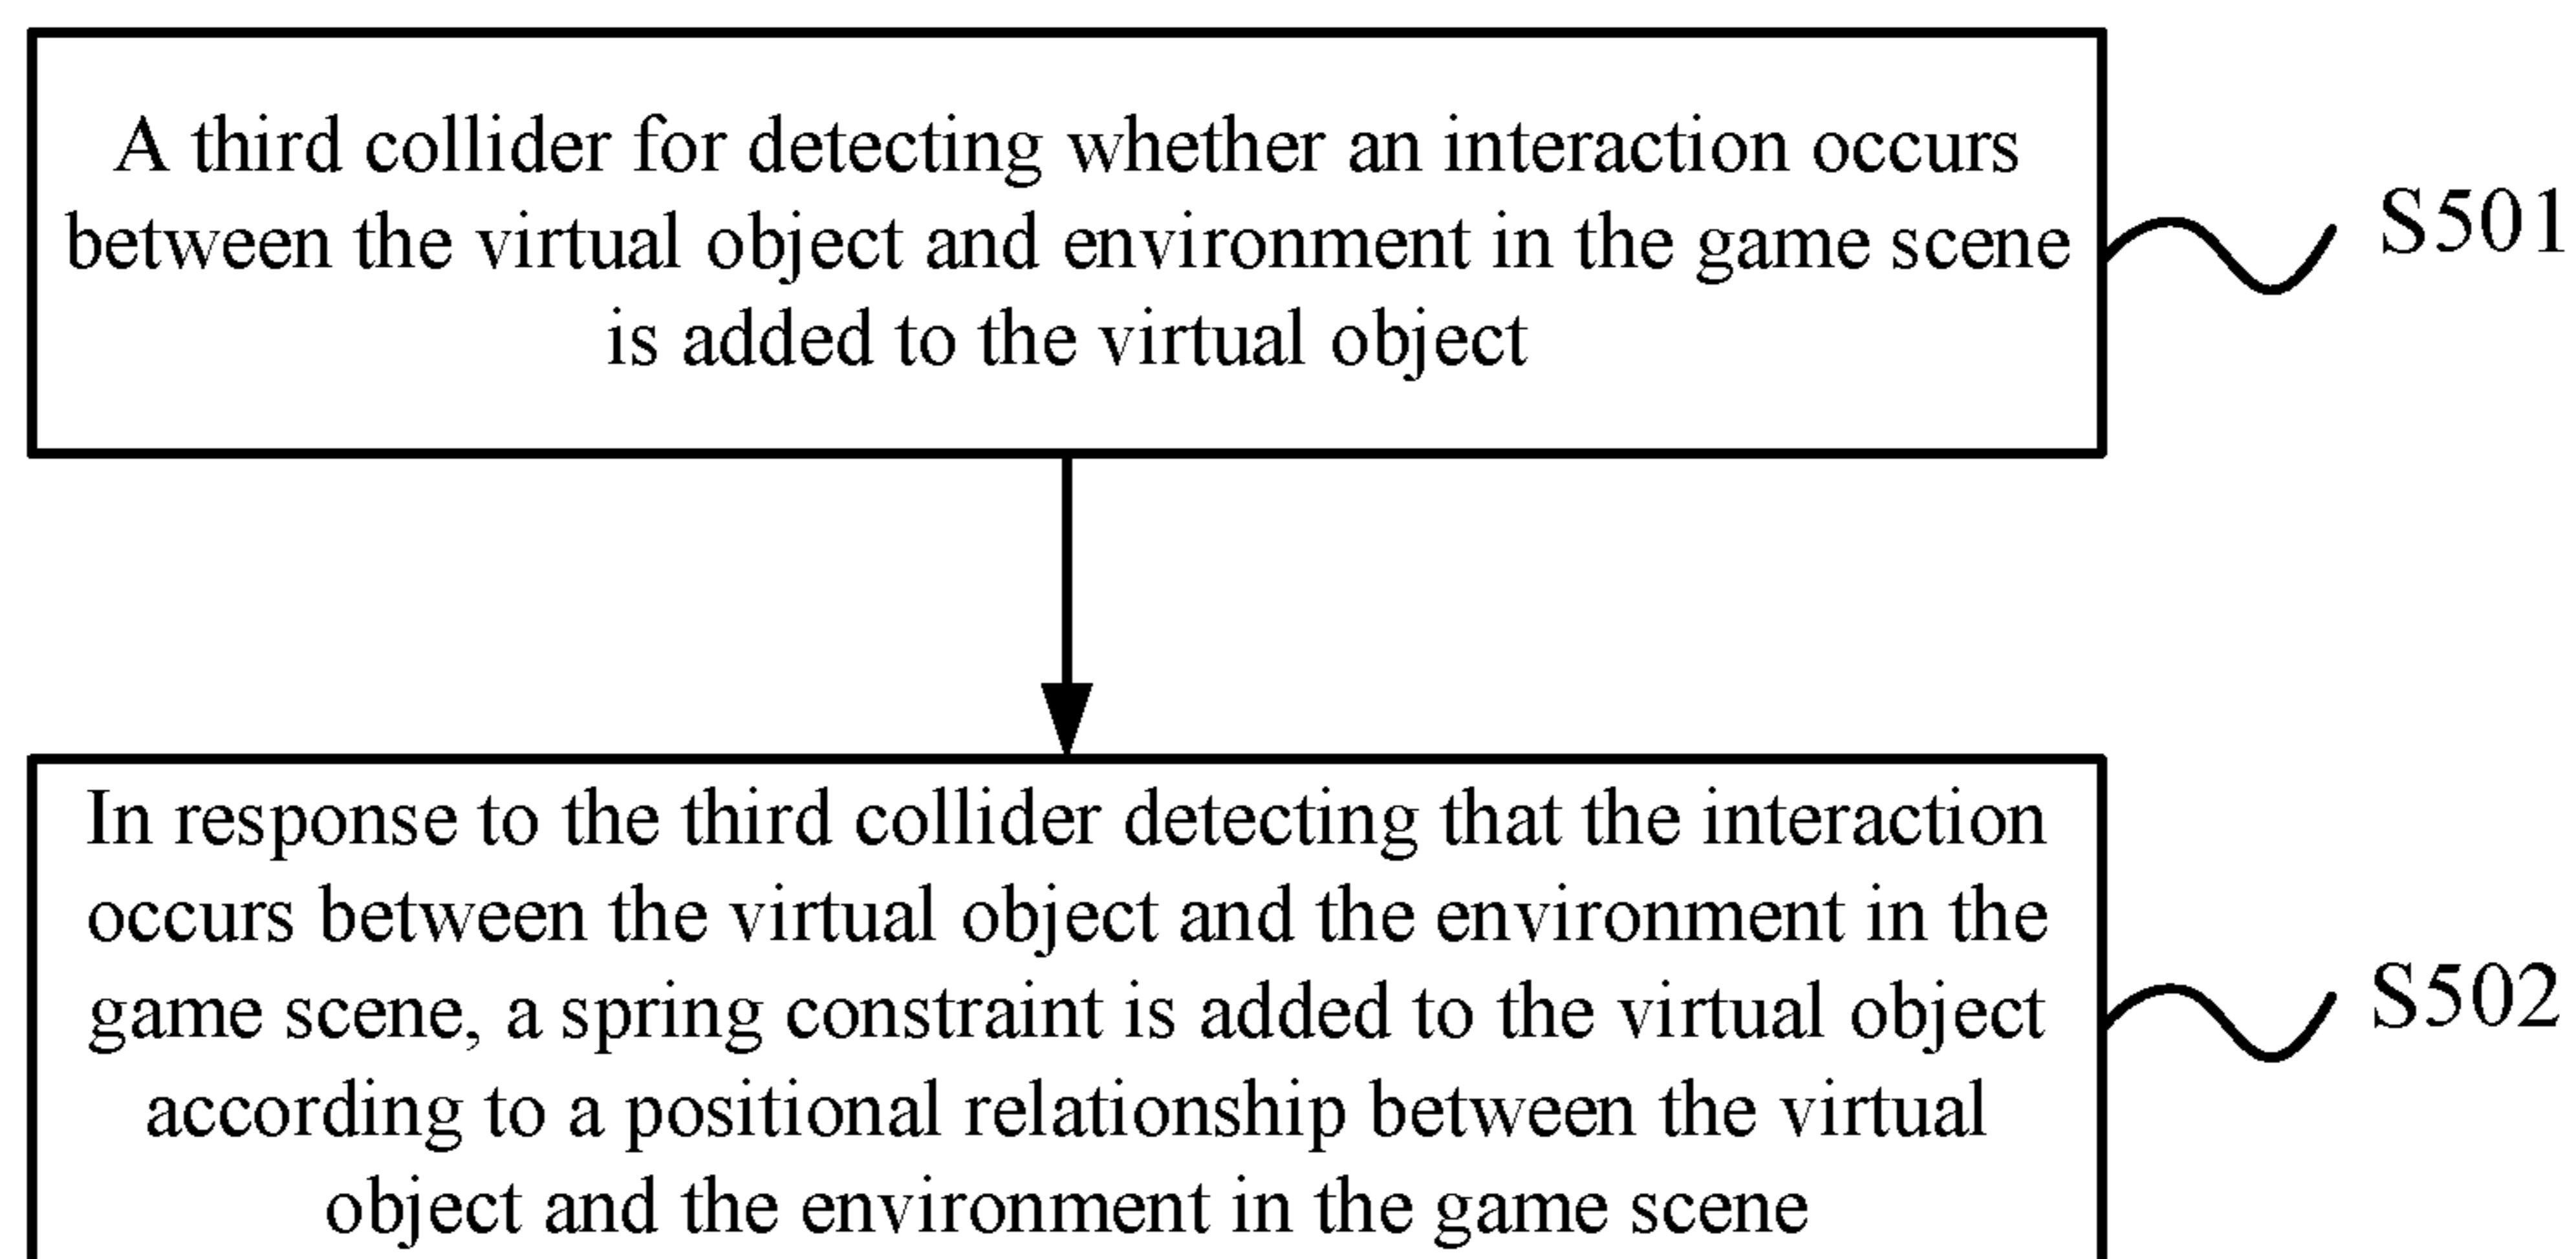 A third collider for detecting whether an interaction occurs
between the virtual object and environment in the game scene
is added to the virtual object
S501
In response to the third collider detecting that the interaction
occurs between the virtual object and the environment in the
game scene, a spring constraint is added to the virtual object
according to a positional relationship between the virtual
object and the environment in the game scene
S502